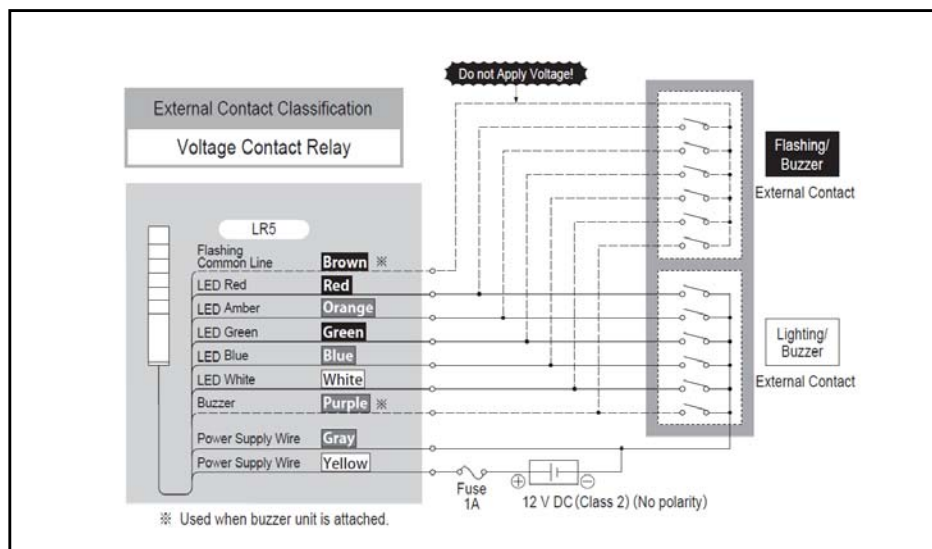 Do not Apply Voltage!
External Contact Classification
Voltage Contact Relay
Flashing/
Buzzer
External Contact
LR5
Flashing
Common Line Brown ※
LED Red Red
LED Amber Orange
LED Green Green
LED Blue Blue
LED White White
Buzzer Purple ※
Power Supply Wire Gray
Power Supply Wire Yellow
Lighting/
Buzzer
External Contact
Fuse
1A
+ −
12 V DC (Class 2) (No polarity)
※ Used when buzzer unit is attached.